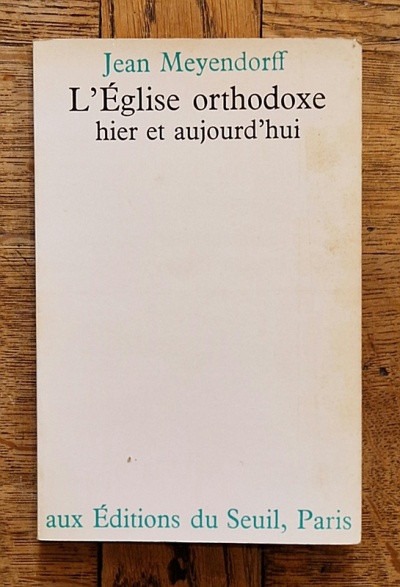 Jean Meyendorff
L'Église orthodoxe
hier et aujourd'hui
aux Éditions du Seuil, Paris